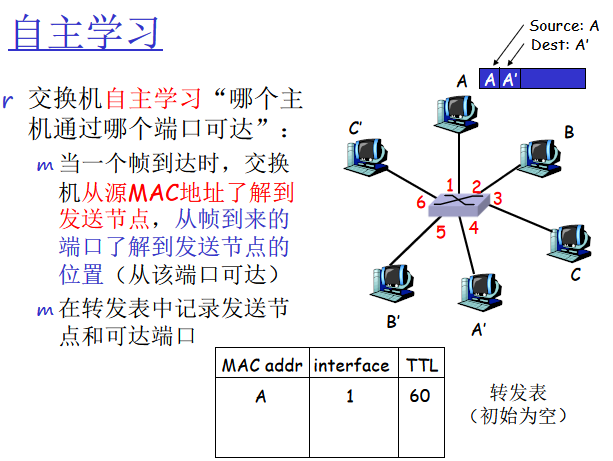 自主学习
r 交换机自主学习“哪个主
机通过哪个端口可达”：
m 当一个帧到达时，交换
机从源MAC地址了解到
发送节点，从帧到来的
端口了解到发送节点的
位置（从该端口可达）
m 在转发表中记录发送节
点和可达端口
Source: A
Dest: A’
A A’
A
C’
B
1 2
6 3
5 4
C
B’
A’
MAC addr interface TTL
A 1 60
转发表
（初始为空）